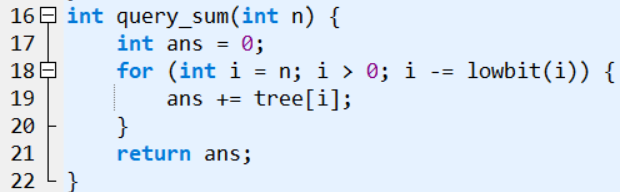 16 int query_sum(int n) {
17     int ans = 0;
18     for (int i = n; i > 0; i -= lowbit(i)) {
19         ans += tree[i];
20     }
21     return ans;
22 }